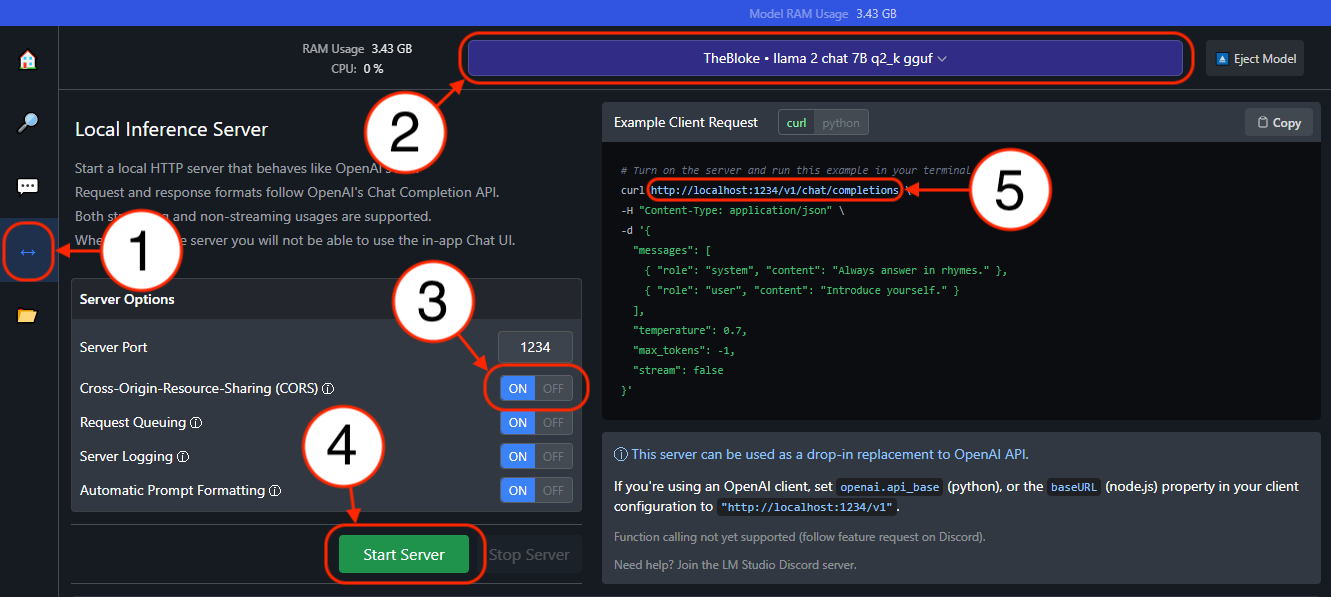 Model RAM Usage 3.43 GB
RAM Usage 3.43 GB
CPU: 0 %
TheBloke • llama 2 chat 7B q2_k gguf
Eject Model
2
Local Inference Server
Start a local HTTP server that behaves like OpenAI's
Request and response formats follow OpenAI's Chat Completion API.
Both and non-streaming usages are supported.
server you will not be able to use the in-app Chat UI.
1
3
Server Options
Server Port 1234
Cross-Origin-Resource-Sharing (CORS) ⓘ ON OFF
Request Queuing ⓘ ON OFF
Server Logging ⓘ ON OFF
Automatic Prompt Formatting ⓘ ON OFF
4
Start Server Stop Server
Example Client Request curl python Copy
# Turn on the server and run this example in your terminal
curl http://localhost:1234/v1/chat/completions \
5
-H "Content-Type: application/json" \
-d '{
"messages": [
{ "role": "system", "content": "Always answer in rhymes." },
{ "role": "user", "content": "Introduce yourself." }
],
"temperature": 0.7,
"max_tokens": -1,
"stream": false
}'
ⓘ This server can be used as a drop-in replacement to OpenAI API.
If you're using an OpenAI client, set openai.api_base (python), or the baseURL (node.js) property in your client
configuration to "http://localhost:1234/v1".
Function calling not yet supported (follow feature request on Discord).
Need help? Join the LM Studio Discord server.